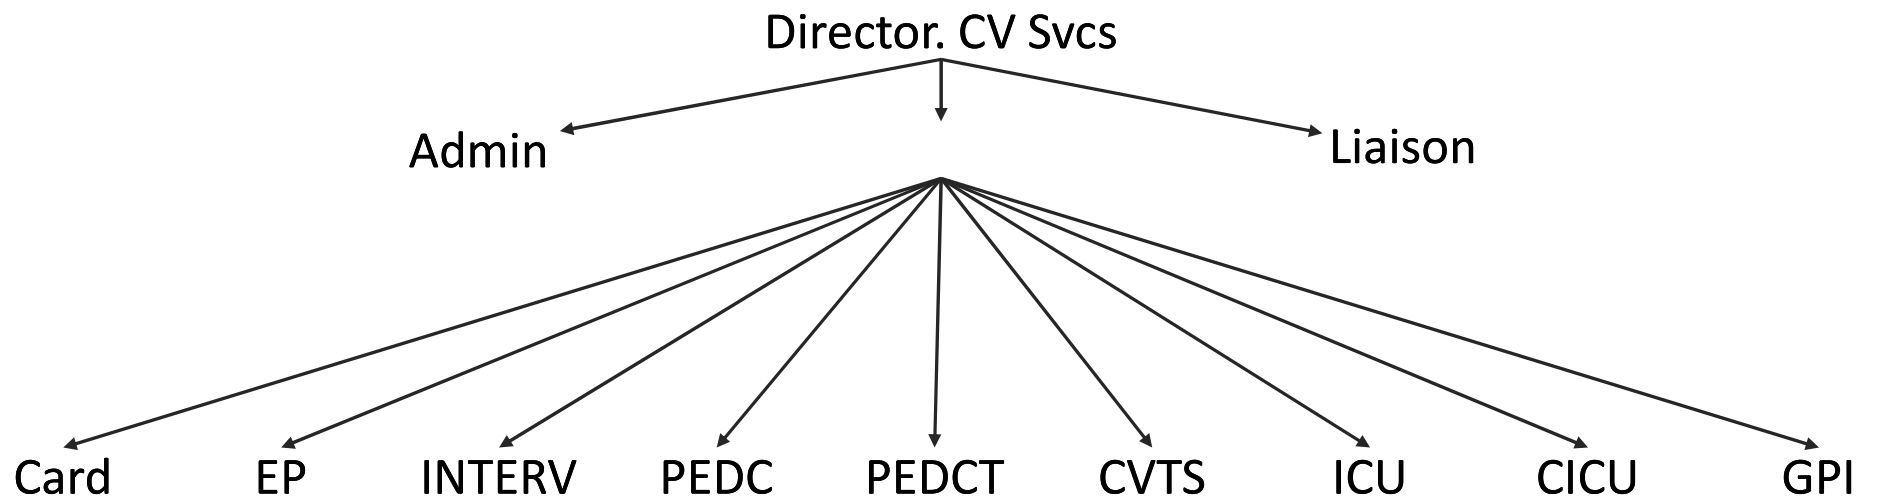 Director. CV Svcs
Admin
Liaison
Card
EP
INTERV
PEDC
PEDCT
CVTS
ICU
CICU
GPI